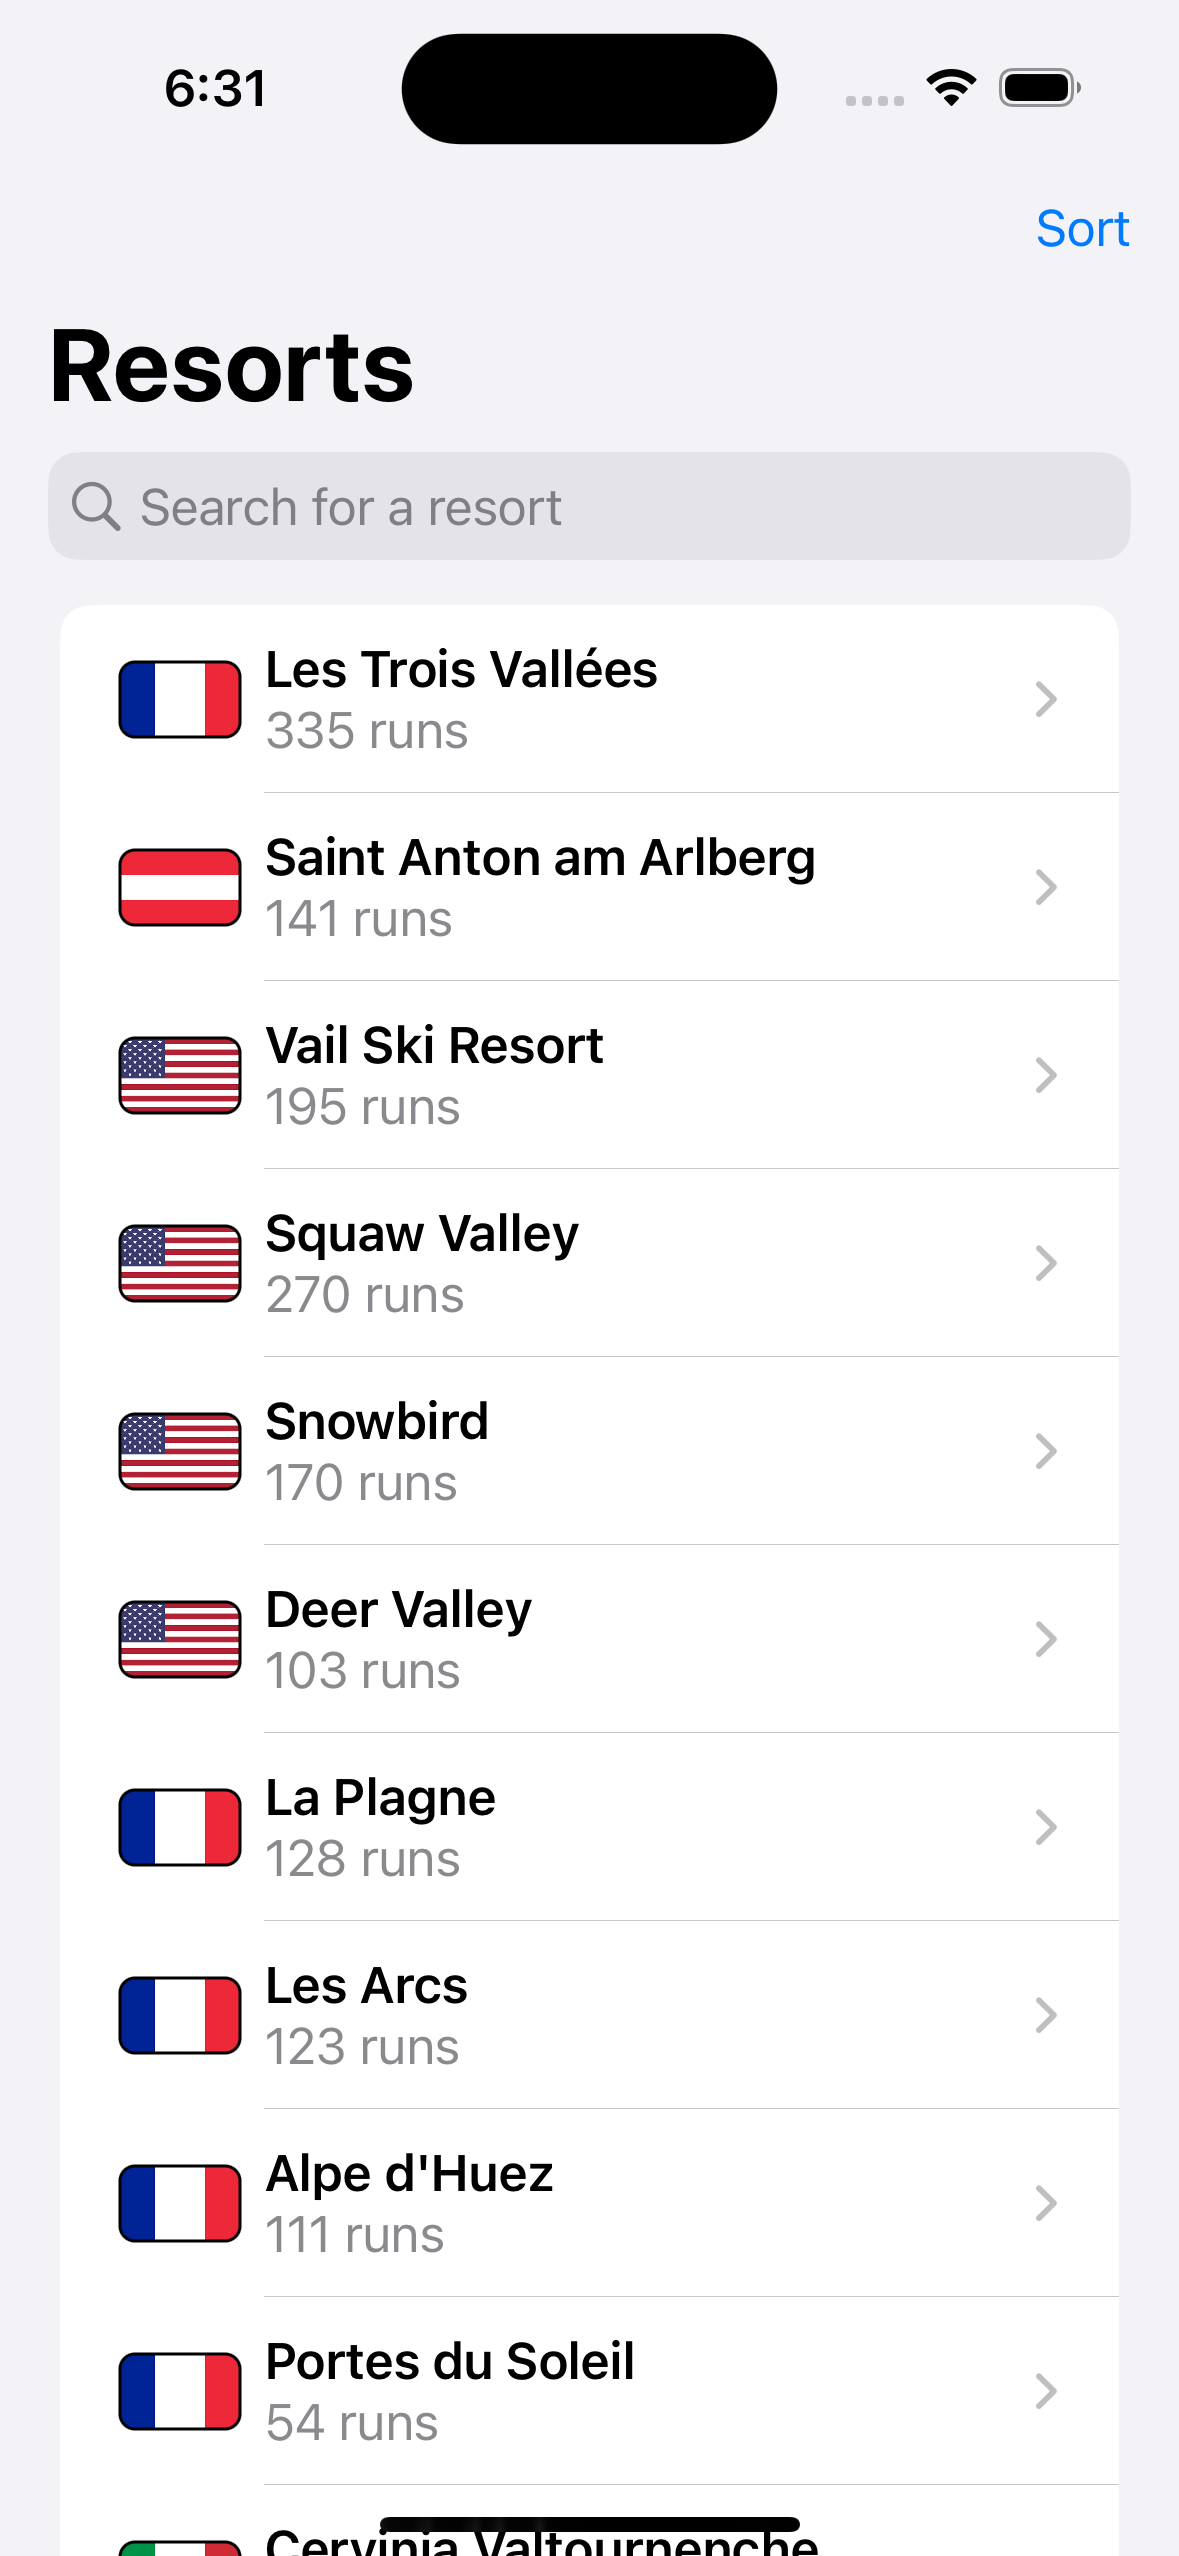 6:31
Sort
Resorts
Search for a resort
Les Trois Vallées
335 runs
Saint Anton am Arlberg
141 runs
Vail Ski Resort
195 runs
Squaw Valley
270 runs
Snowbird
170 runs
Deer Valley
103 runs
La Plagne
128 runs
Les Arcs
123 runs
Alpe d'Huez
111 runs
Portes du Soleil
54 runs
Cervinia Valtournenche